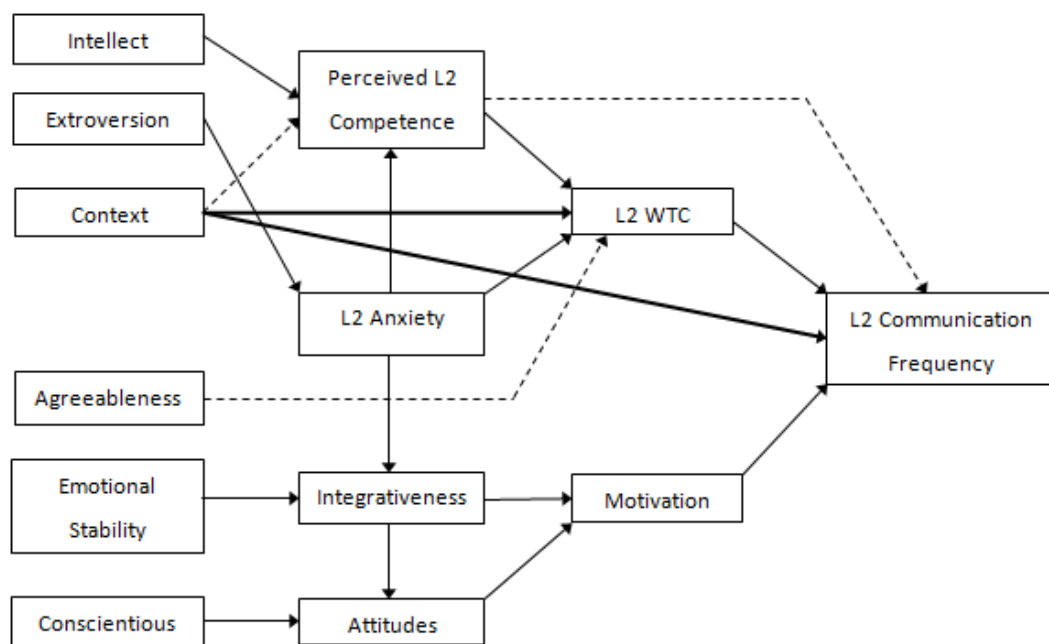 Intellect
Extroversion
Context
Agreeableness
Emotional
Stability
Conscientious
Perceived L2
Competence
L2 Anxiety
Integrativeness
Attitudes
L2 WTC
Motivation
L2 Communication
Frequency